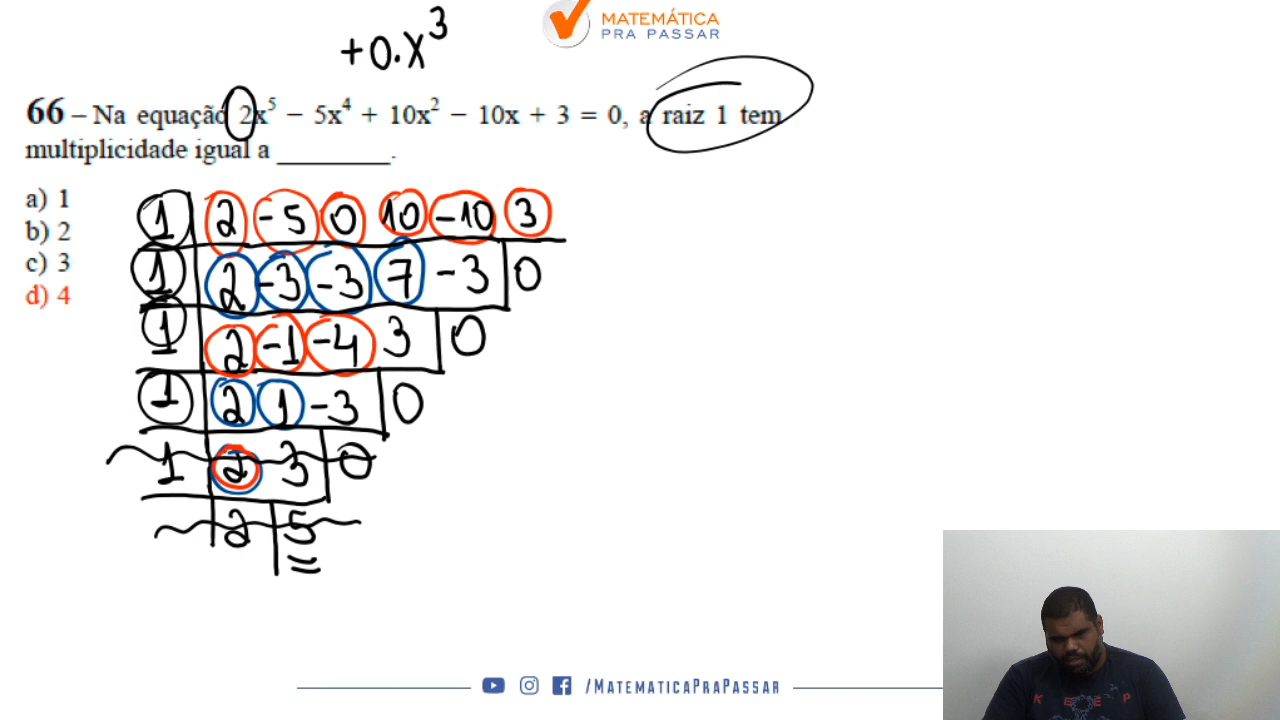 +0.x³
MATEMÁTICA
PRA PASSAR
66 – Na equação 2x⁵ − 5x⁴ + 10x² − 10x + 3 = 0, a raiz 1 tem
multiplicidade igual a ________.
a) 1
b) 2
c) 3
d) 4
1 2 -5 0 10 -10 3
1 2 -3 -3 7 -3 0
1 2 -1 -4 3 0
1 2 1 -3 0
1 2 3 0
2 5
/MATEMATICAPRAPASSAR
K E E P